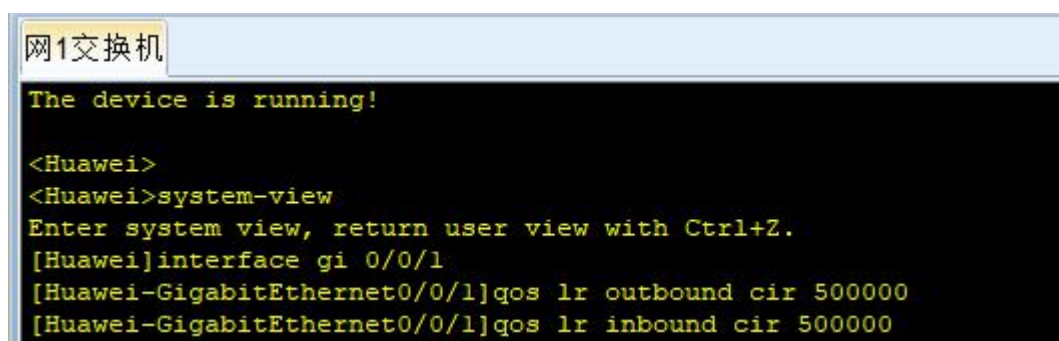 网1交换机
The device is running!
<Huawei>
<Huawei>system-view
Enter system view, return user view with Ctrl+Z.
[Huawei]interface gi 0/0/1
[Huawei-GigabitEthernet0/0/1]qos lr outbound cir 500000
[Huawei-GigabitEthernet0/0/1]qos lr inbound cir 500000